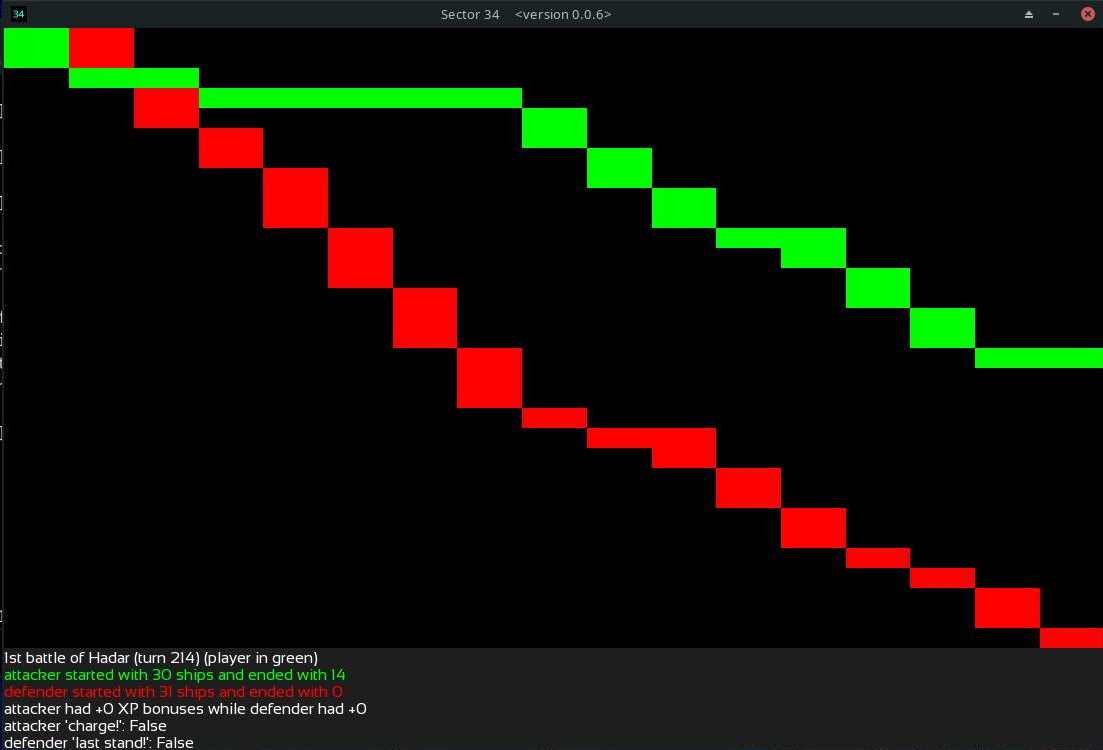 34
Sector 34 <version 0.0.6>
1st battle of Hadar (turn 214) (player in green)
attacker started with 30 ships and ended with 14
defender started with 31 ships and ended with 0
attacker had +0 XP bonuses while defender had +0
attacker 'charge!': False
defender 'last stand!': False